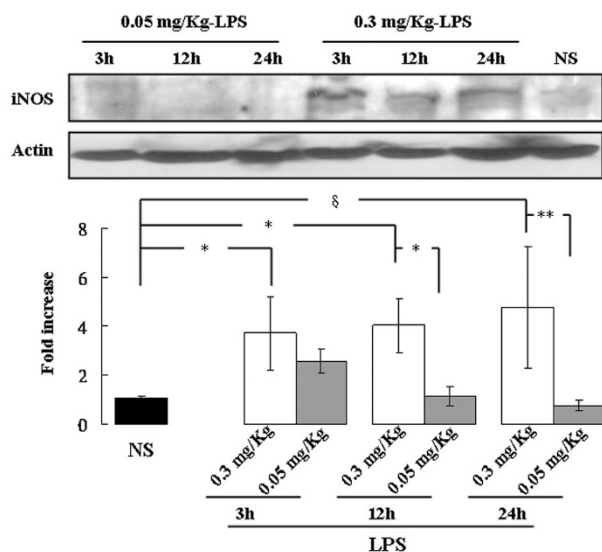 0.05 mg/Kg-LPS 0.3 mg/Kg-LPS
3h 12h 24h 3h 12h 24h NS
iNOS
Actin
§
* **
* *
8
6
4
2
0
Fold increase
NS
0.3 mg/Kg 0.05 mg/Kg 0.3 mg/Kg 0.05 mg/Kg 0.3 mg/Kg 0.05 mg/Kg
3h 12h 24h
LPS